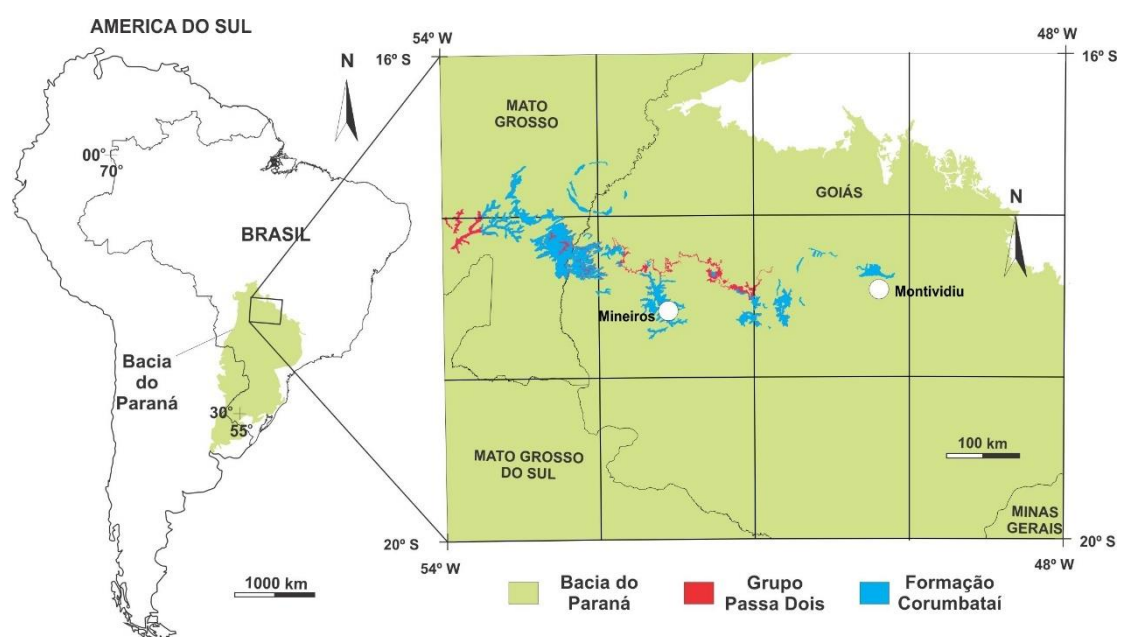 AMERICA DO SUL
N
00°
70°
BRASIL
Bacia
do
Paraná
30°
55°
1000 km
54° W
48° W
16° S
16° S
MATO
GROSSO
GOIÁS
N
Mineiros
Montividiu
100 km
MATO GROSSO
DO SUL
MINAS
GERAIS
20° S
20° S
54° W
48° W
Bacia do
Paraná
Grupo
Passa Dois
Formação
Corumbataí